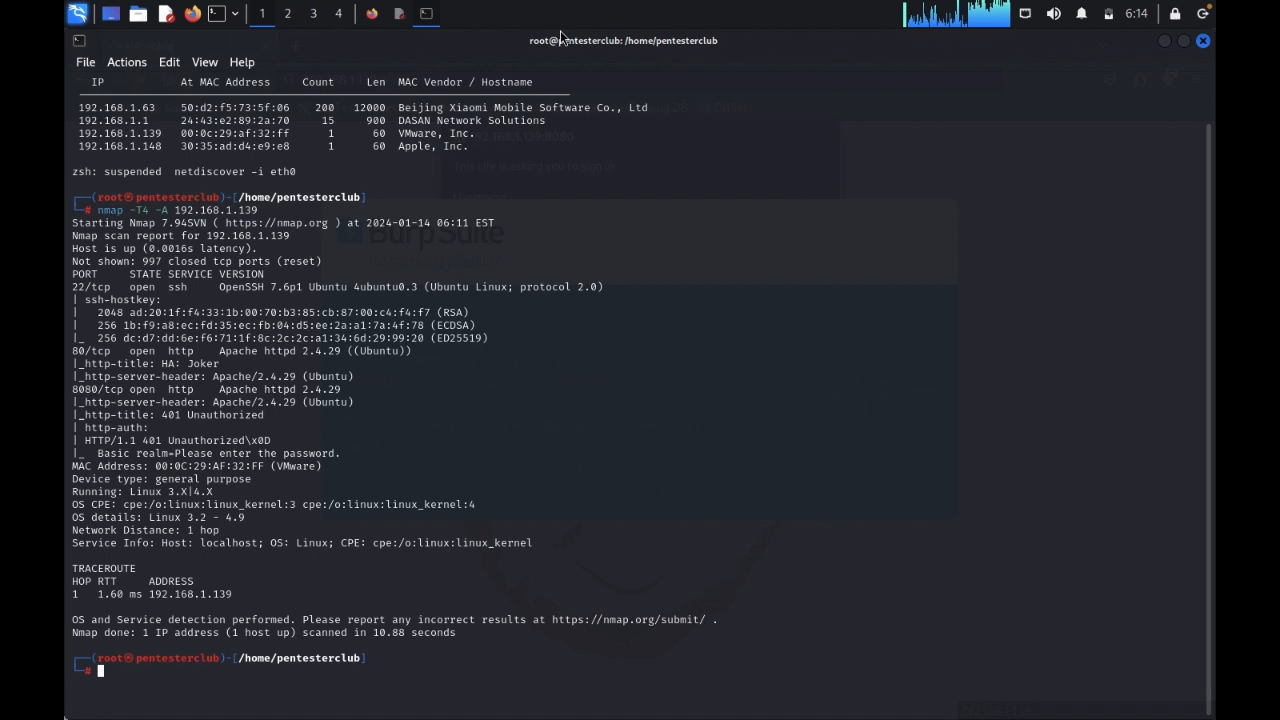 1 2 3 4 6:14
root@pentesterclub: /home/pentesterclub
File Actions Edit View Help
IP At MAC Address Count Len MAC Vendor / Hostname
192.168.1.63 50:d2:f5:73:5f:06 200 12000 Beijing Xiaomi Mobile Software Co., Ltd
192.168.1.1 24:43:e2:89:2a:70 15 900 DASAN Network Solutions
192.168.1.139 00:0c:29:af:32:ff 1 60 VMware, Inc.
192.168.1.148 30:35:ad:d4:e9:e8 1 60 Apple, Inc.
zsh: suspended netdiscover -i eth0
┌──(root㉿pentesterclub)-[/home/pentesterclub]
└─# nmap -T4 -A 192.168.1.139
Starting Nmap 7.94SVN ( https://nmap.org ) at 2024-01-14 06:11 EST
Nmap scan report for 192.168.1.139
Host is up (0.0016s latency).
Not shown: 997 closed tcp ports (reset)
PORT STATE SERVICE VERSION
22/tcp open ssh OpenSSH 7.6p1 Ubuntu 4ubuntu0.3 (Ubuntu Linux; protocol 2.0)
| ssh-hostkey:
| 2048 ad:20:1f:f4:33:1b:00:70:b3:85:cb:87:00:c4:f4:f7 (RSA)
| 256 1b:f9:a8:ec:fd:35:ec:fb:04:d5:ee:2a:a1:7a:4f:78 (ECDSA)
|_ 256 dc:d7:dd:6e:f6:71:1f:8c:2c:2c:a1:34:6d:29:99:20 (ED25519)
80/tcp open http Apache httpd 2.4.29 ((Ubuntu))
|_http-title: HA: Joker
|_http-server-header: Apache/2.4.29 (Ubuntu)
8080/tcp open http Apache httpd 2.4.29
|_http-server-header: Apache/2.4.29 (Ubuntu)
|_http-title: 401 Unauthorized
| http-auth:
| HTTP/1.1 401 Unauthorized\x0D
|_ Basic realm=Please enter the password.
MAC Address: 00:0C:29:AF:32:FF (VMware)
Device type: general purpose
Running: Linux 3.X|4.X
OS CPE: cpe:/o:linux:linux_kernel:3 cpe:/o:linux:linux_kernel:4
OS details: Linux 3.2 - 4.9
Network Distance: 1 hop
Service Info: Host: localhost; OS: Linux; CPE: cpe:/o:linux:linux_kernel
TRACEROUTE
HOP RTT ADDRESS
1 1.60 ms 192.168.1.139
OS and Service detection performed. Please report any incorrect results at https://nmap.org/submit/ .
Nmap done: 1 IP address (1 host up) scanned in 10.88 seconds
┌──(root㉿pentesterclub)-[/home/pentesterclub]
└─#
BurpSuite